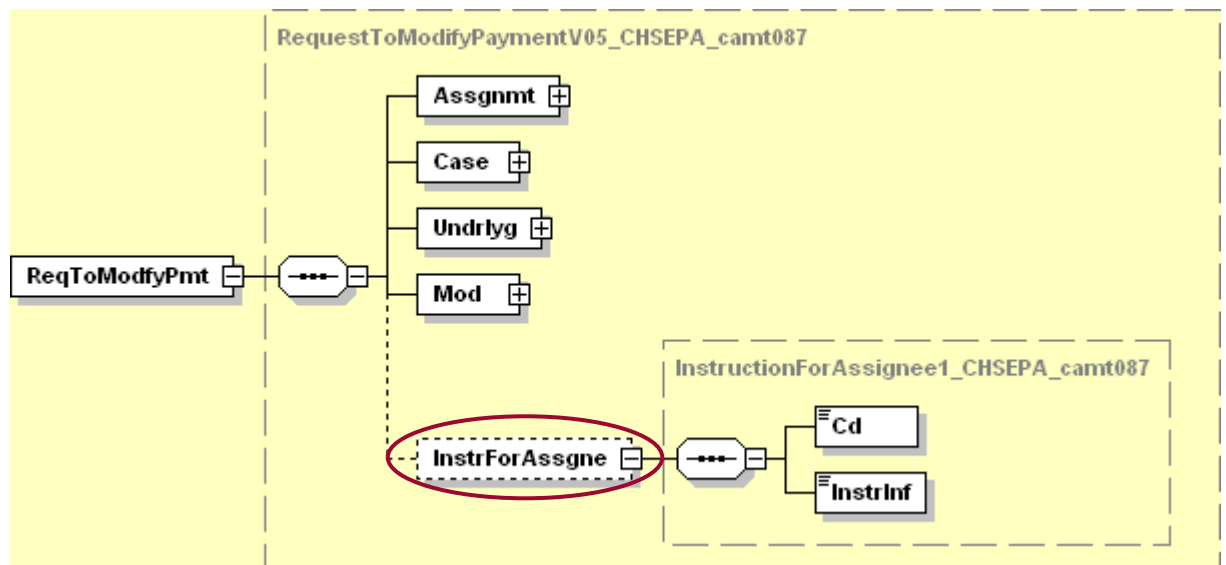 RequestToModifyPaymentV05_CHSEPA_camt087
Assgnmt
Case
Undrlyg
ReqToModfyPmt
Mod
InstructionForAssignee1_CHSEPA_camt087
Cd
InstrForAssgne
InstrInf